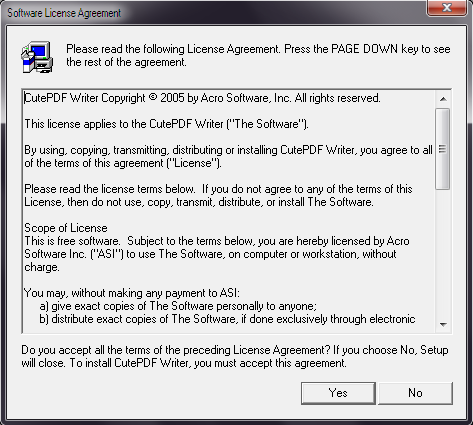 Software License Agreement
Please read the following License Agreement. Press the PAGE DOWN key to see
the rest of the agreement.
CutePDF Writer Copyright © 2005 by Acro Software, Inc. All rights reserved.
This license applies to the CutePDF Writer ("The Software").
By using, copying, transmitting, distributing or installing CutePDF Writer, you agree to all
of the terms of this agreement ("License").
Please read the license terms below.  If you do not agree to any of the terms of this
License, then do not use, copy, transmit, distribute, or install The Software.
Scope of License
This is free software.  Subject to the terms below, you are hereby licensed by Acro
Software Inc. ("ASI") to use The Software, on computer or workstation, without
charge.
You may, without making any payment to ASI:
a) give exact copies of The Software personally to anyone;
b) distribute exact copies of The Software, if done exclusively through electronic
Do you accept all the terms of the preceding License Agreement? If you choose No, Setup
will close. To install CutePDF Writer, you must accept this agreement.
Yes
No